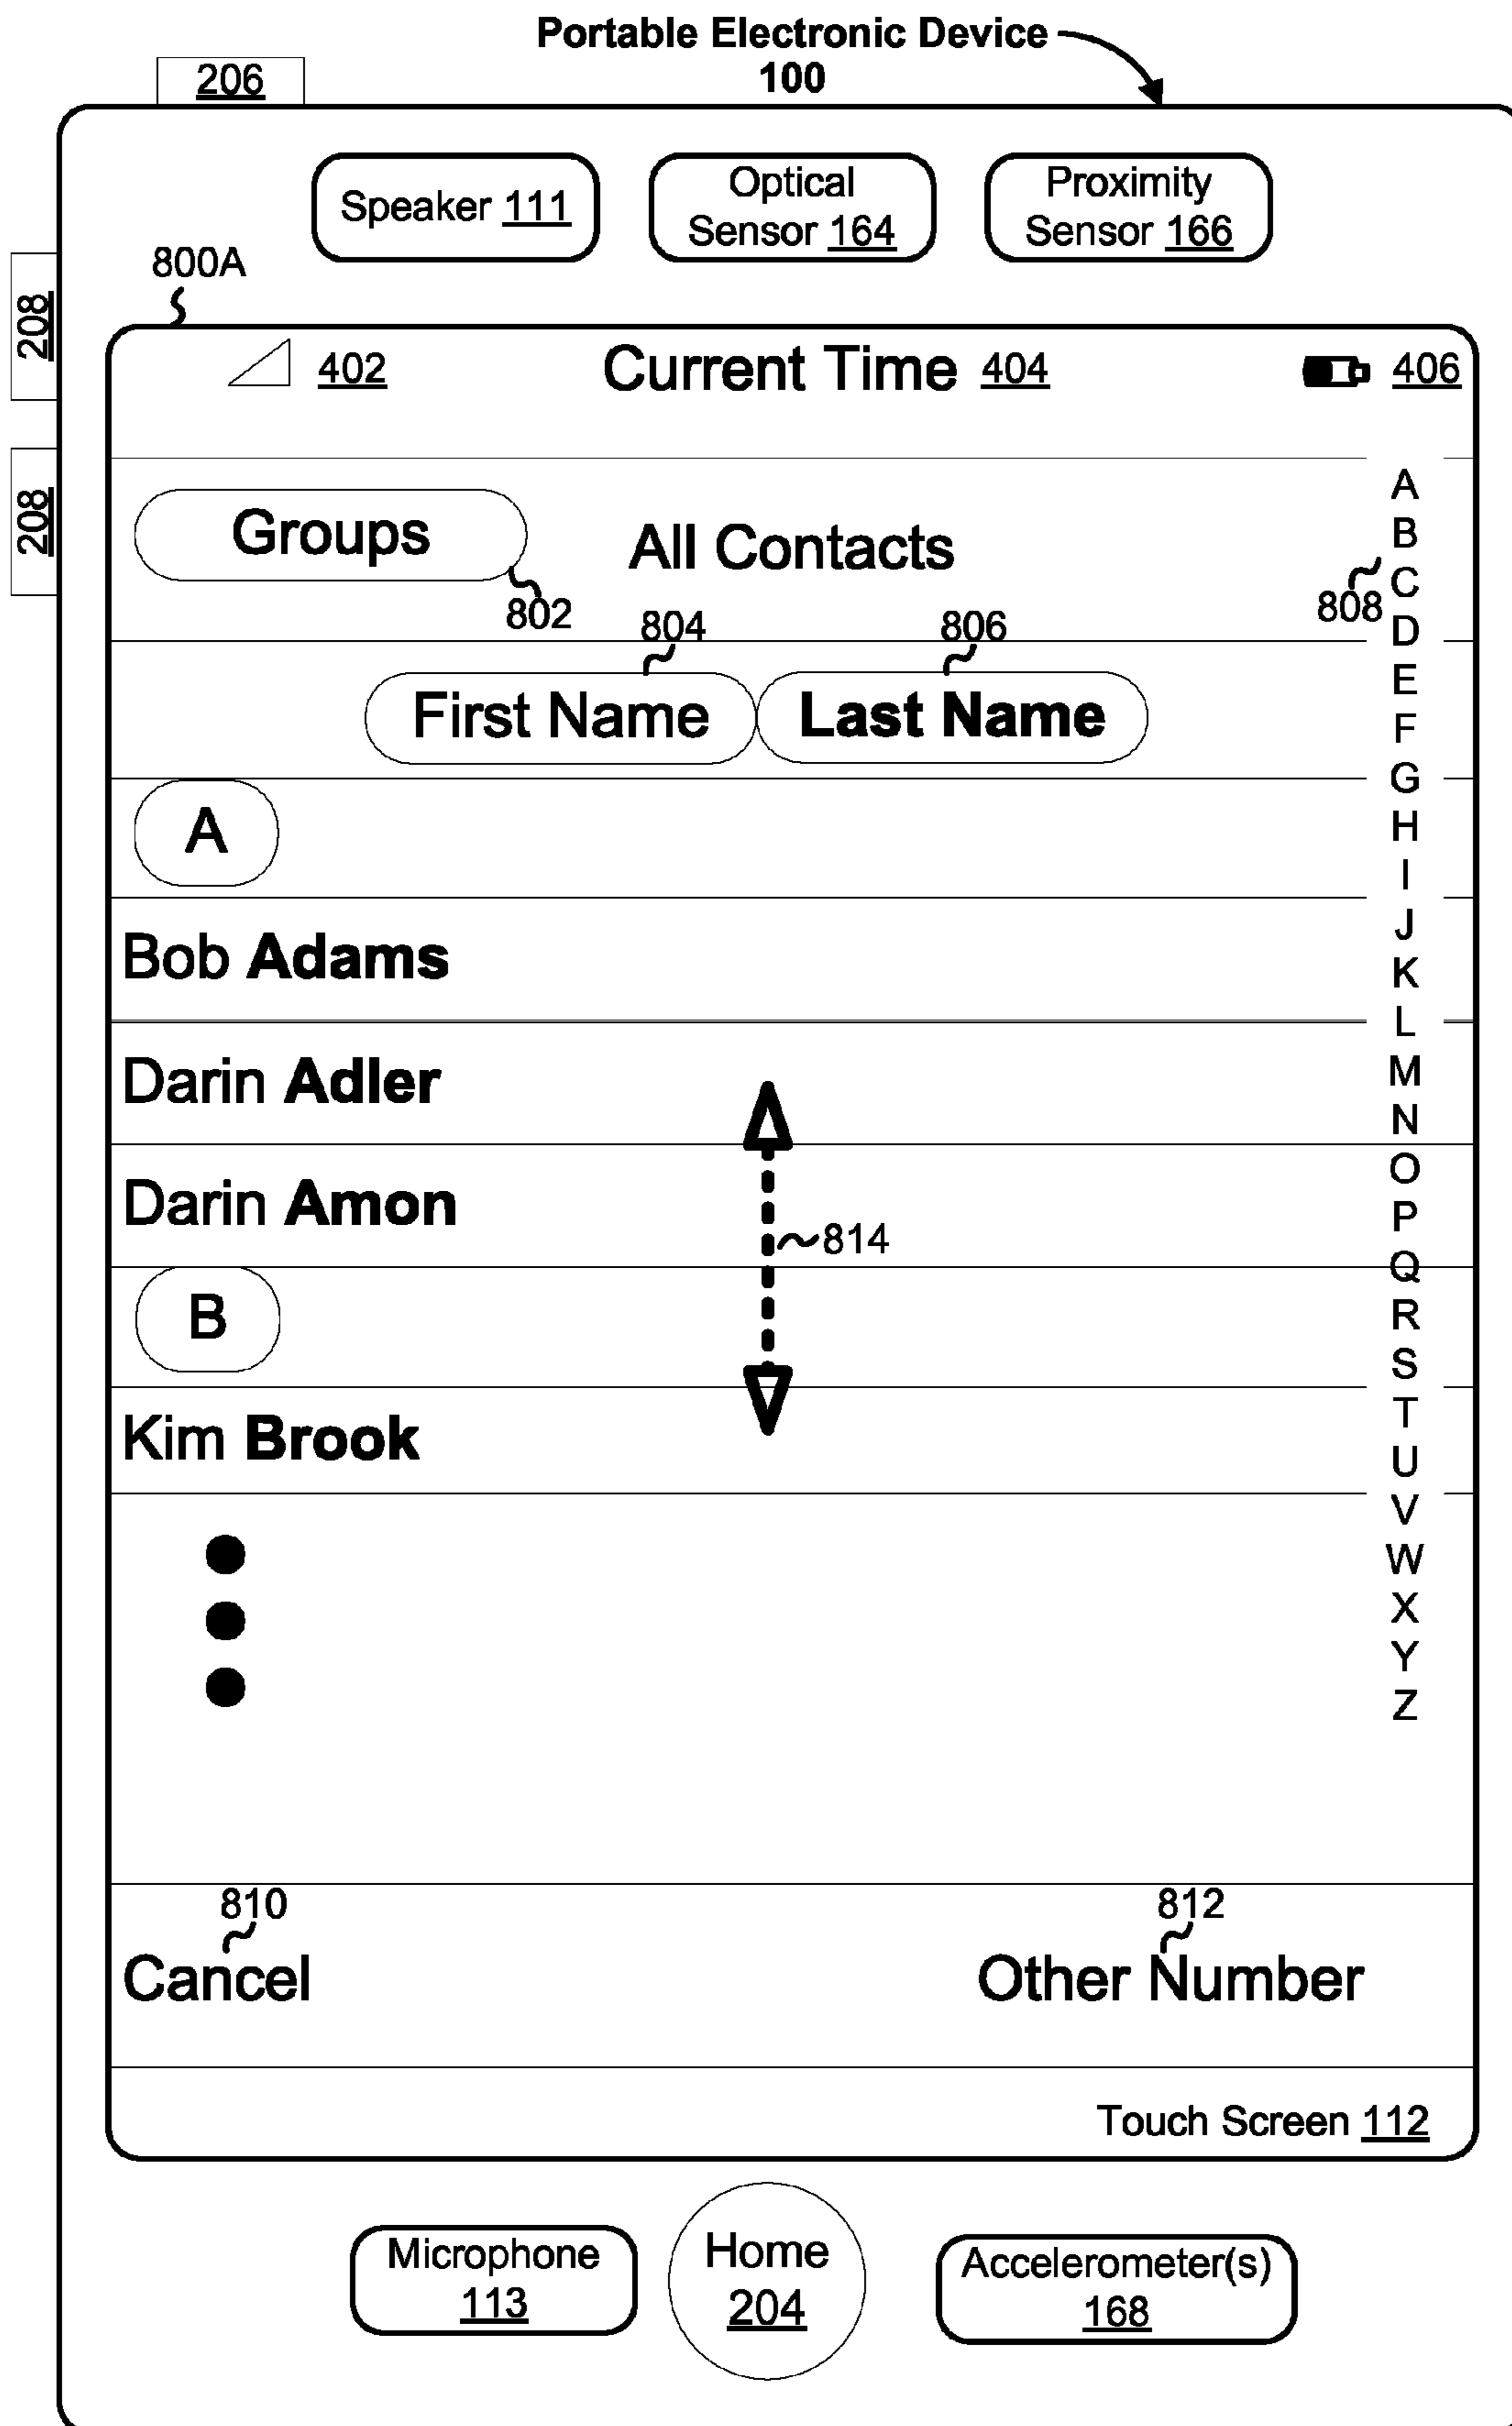 Portable Electronic Device
100
206
Speaker 111
Optical
Sensor 164
Proximity
Sensor 166
800A
208
208
402
Current Time 404
406
Groups
All Contacts
802
804
806
808
First Name
Last Name
A
Bob Adams
Darin Adler
Darin Amon
814
B
Kim Brook
A
B
C
D
E
F
G
H
I
J
K
L
M
N
O
P
Q
R
S
T
U
V
W
X
Y
Z
810
812
Cancel
Other Number
Touch Screen 112
Microphone
113
Home
204
Accelerometer(s)
168